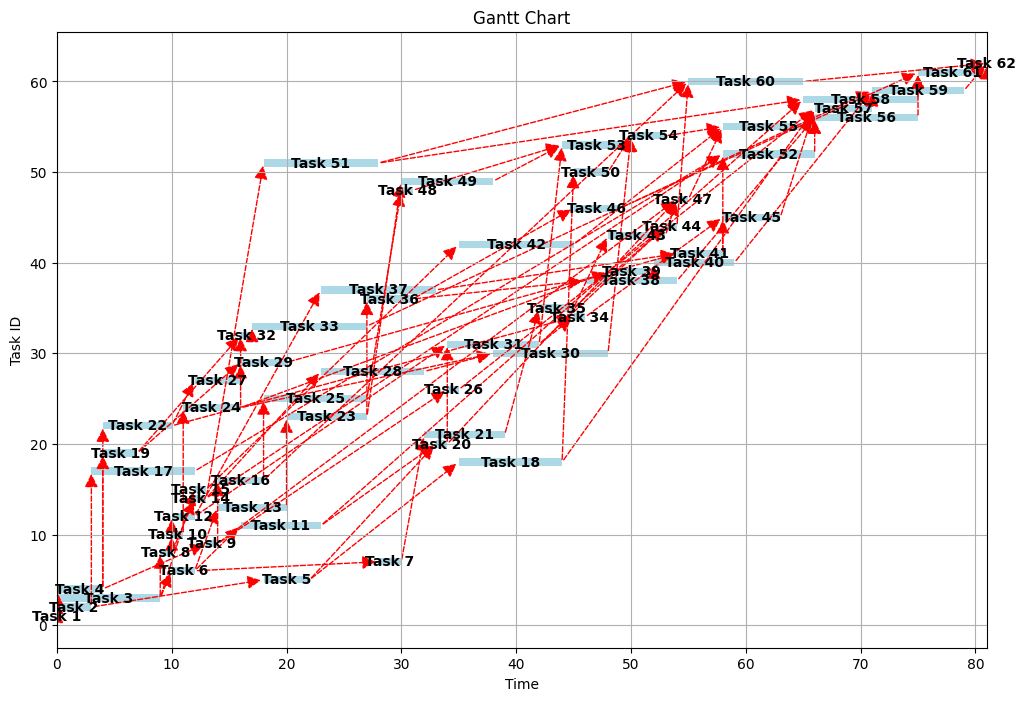 Gantt Chart
Task 62
Task 61
60
Task 60
Task 59
Task 58
Task 57
Task 56
Task 55
Task 54
Task 53
Task 52
Task 51
50
Task 50
Task 49
Task 48
Task 47
Task 46
Task 45
Task 44
Task 43
Task 42
Task 41
40
Task 40
Task 39
Task 38
Task 37
Task 36
Task 35
Task 34
Task 33
Task 32
Task 31
30
Task 30
Task 29
Task 28
Task 27
Task 26
Task 25
Task 24
Task 23
Task 22
Task 21
20
Task 20
Task 19
Task 18
Task 17
Task 16
Task 15
Task 14
Task 13
Task 12
Task 11
10
Task 10
Task 9
Task 8
Task 7
Task 6
Task 5
Task 4
Task 3
Task 2
Task 1
0
Task ID
0 10 20 30 40 50 60 70 80
Time